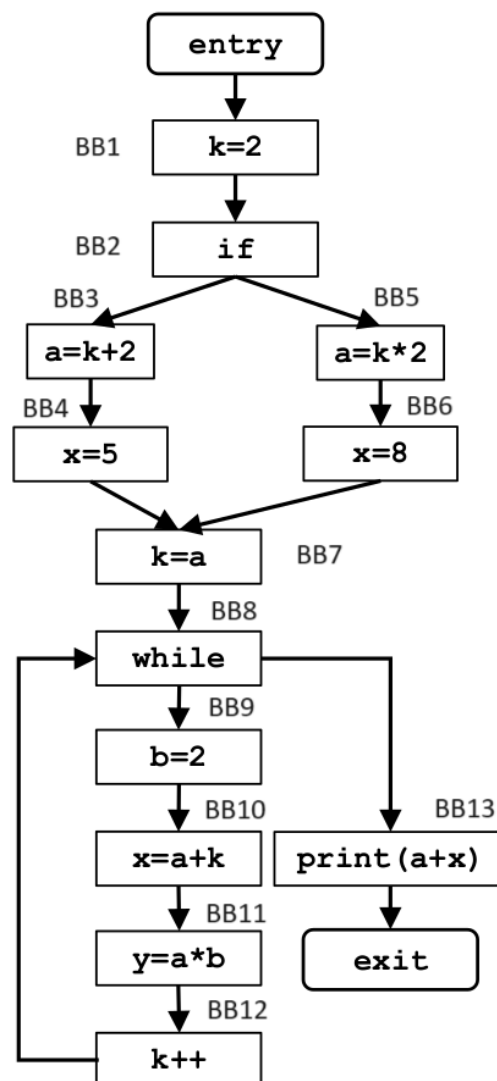 entry
BB1
k=2
BB2
if
BB3
BB5
a=k+2
a=k*2
BB4
BB6
x=5
x=8
k=a
BB7
BB8
while
BB9
b=2
BB10
BB13
x=a+k
print(a+x)
BB11
y=a*b
exit
BB12
k++